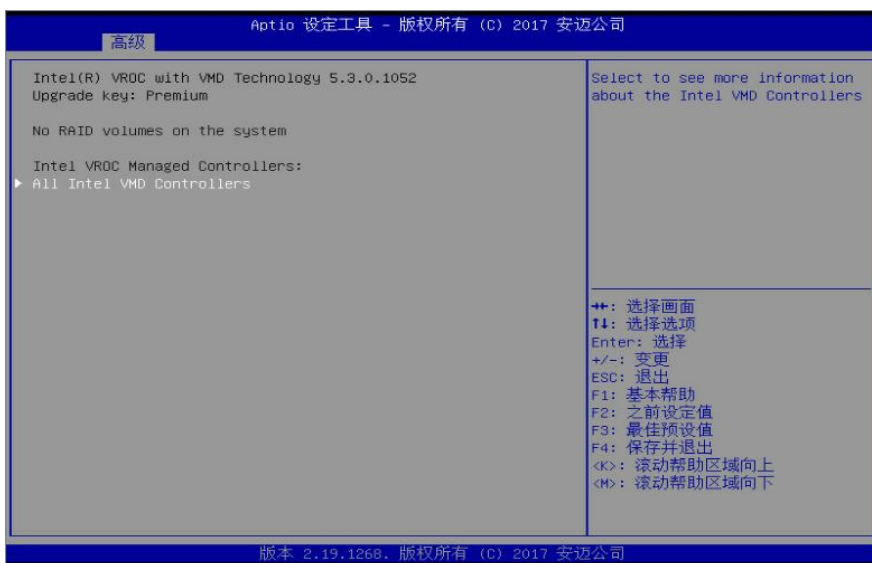 Aptio 设定工具 - 版权所有 (C) 2017 安迈公司
高级
Intel(R) VROC with VMD Technology 5.3.0.1052
Upgrade key: Premium
No RAID volumes on the system
Intel VROC Managed Controllers:
▶ All Intel VMD Controllers
Select to see more information
about the Intel VMD Controllers
→←: 选择画面
↑↓: 选择选项
Enter: 选择
+/-: 变更
ESC: 退出
F1: 基本帮助
F2: 之前设定值
F3: 最佳预设值
F4: 保存并退出
<K>: 滚动帮助区域向上
<M>: 滚动帮助区域向下
版本 2.19.1268. 版权所有 (C) 2017 安迈公司